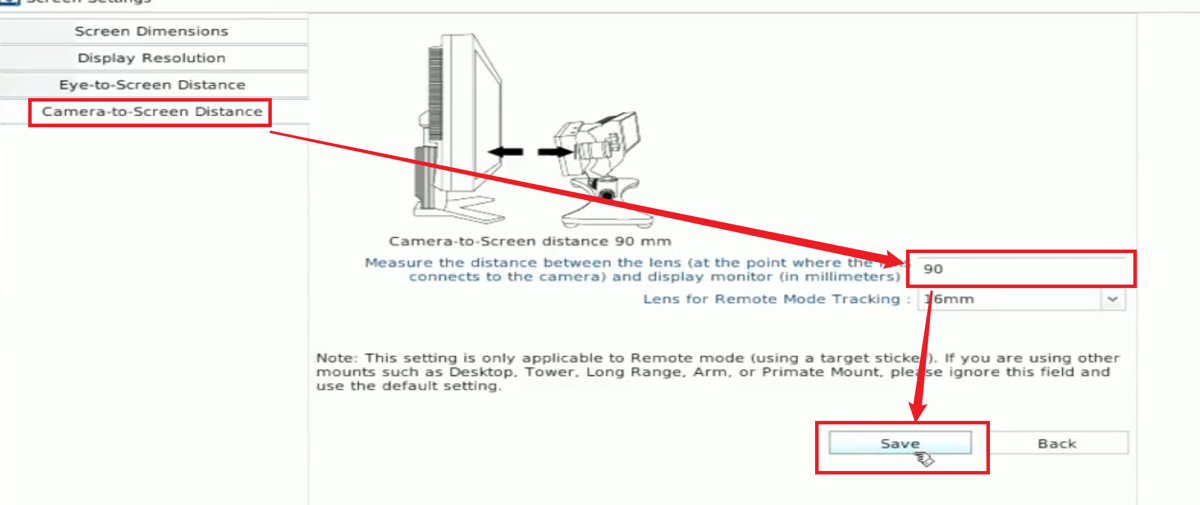 Screen Settings
Screen Dimensions
Display Resolution
Eye-to-Screen Distance
Camera-to-Screen Distance
Camera-to-Screen distance 90 mm
Measure the distance between the lens (at the point where the lens
connects to the camera) and display monitor (in millimeters)
90
Lens for Remote Mode Tracking :
16mm
Note: This setting is only applicable to Remote mode (using a target sticker). If you are using other
mounts such as Desktop, Tower, Long Range, Arm, or Primate Mount, please ignore this field and
use the default setting.
Save
Back